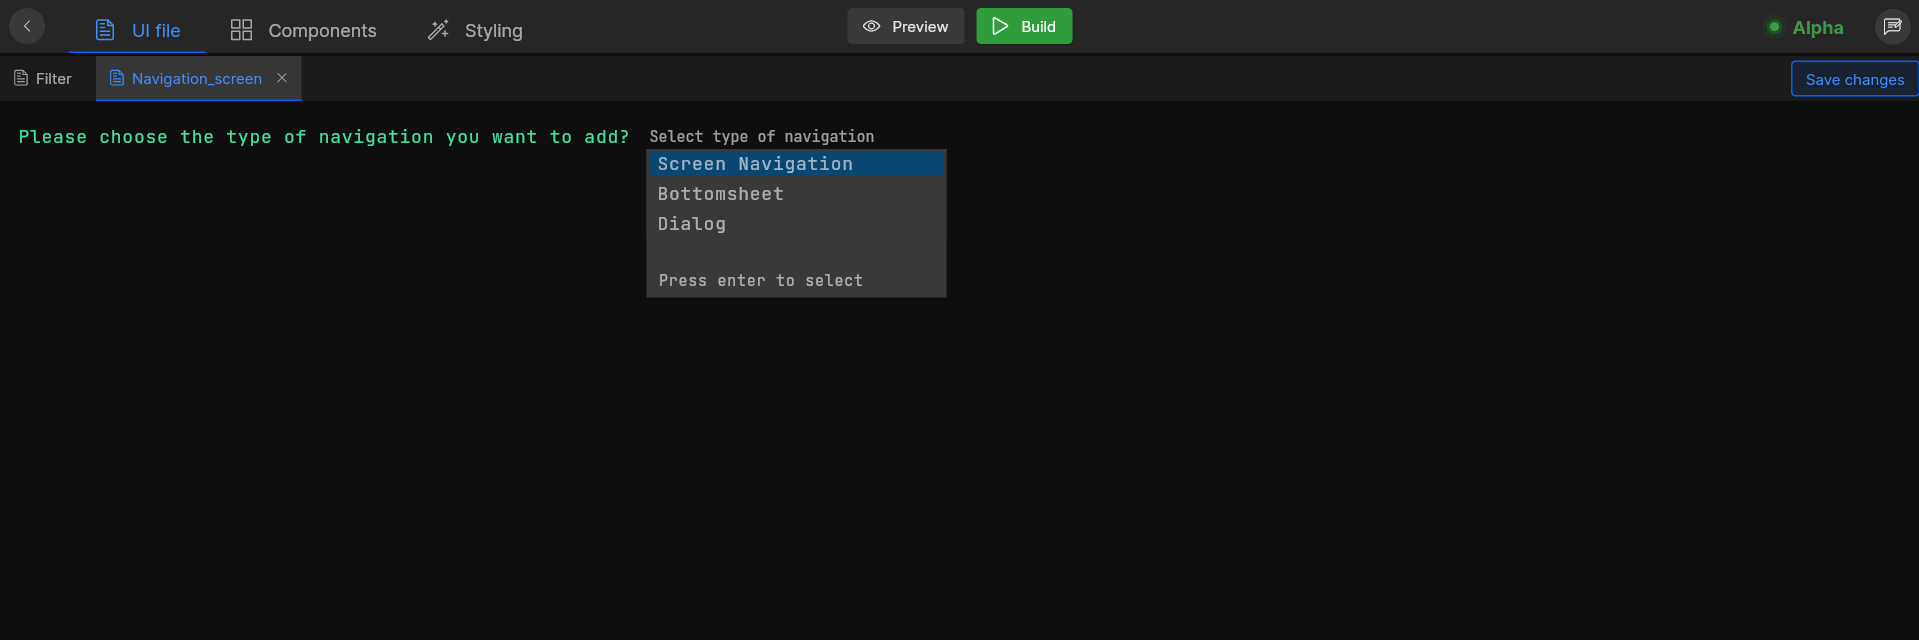 UI file Components Styling Preview Build Alpha
Filter Navigation_screen Save changes
Please choose the type of navigation you want to add? Select type of navigation
Screen Navigation
Bottomsheet
Dialog
Press enter to select